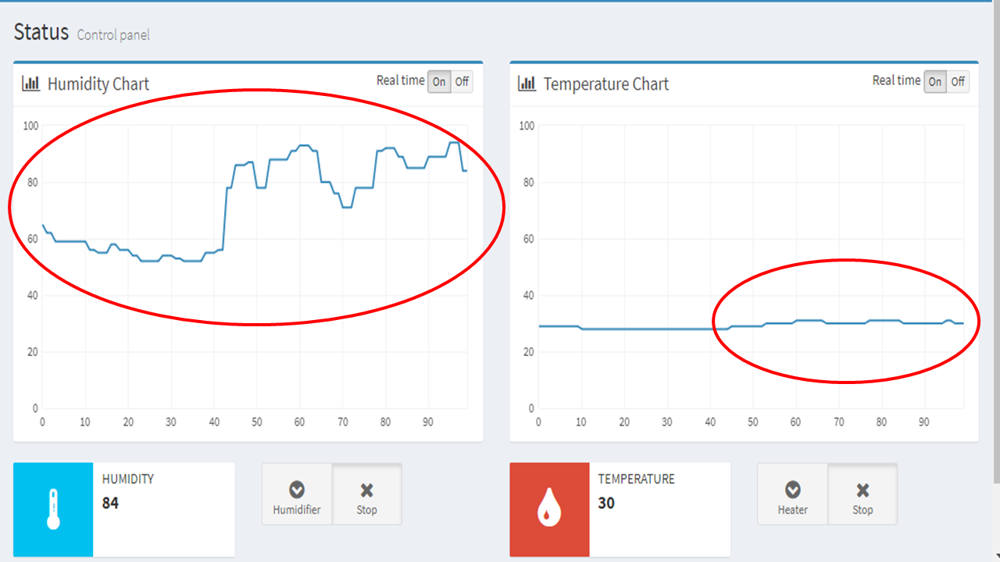 Status Control panel
Humidity Chart Real time On Off
100
80
60
40
20
0
0 10 20 30 40 50 60 70 80 90
Temperature Chart Real time On Off
100
80
60
40
20
0
0 10 20 30 40 50 60 70 80 90
HUMIDITY
84
Humidifier Stop
TEMPERATURE
30
Heater Stop